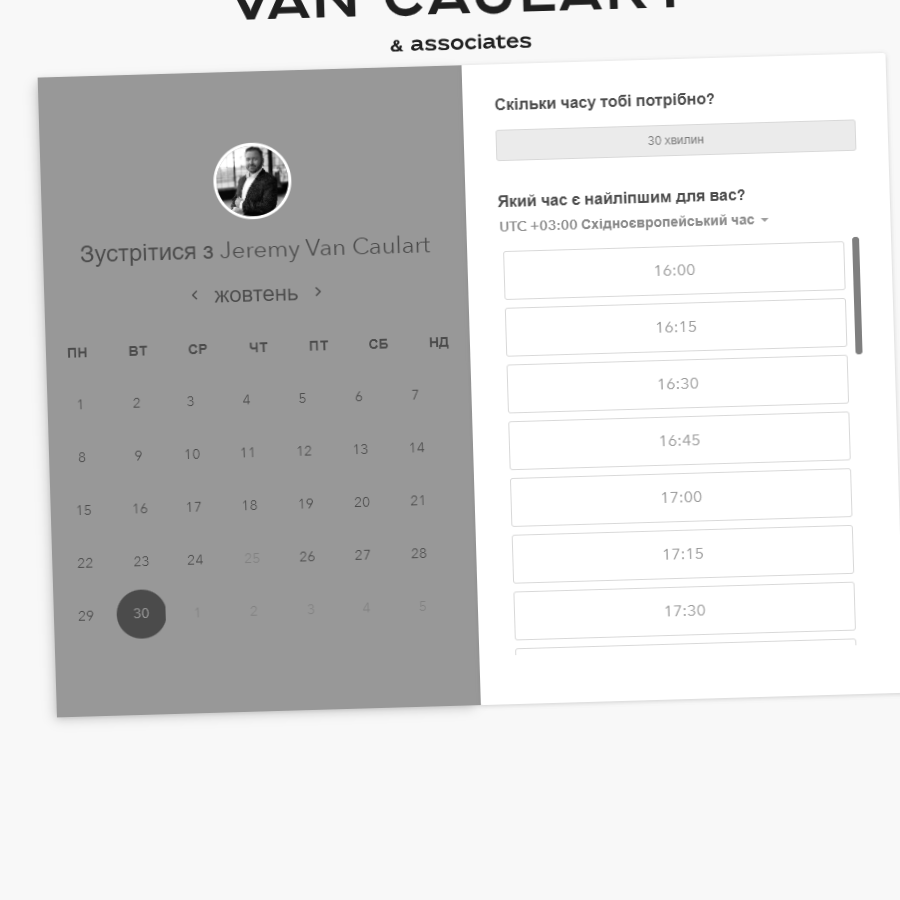 VAN CAULART
& associates
Зустрітися з Jeremy Van Caulart
жовтень
ПН ВТ СР ЧТ ПТ СБ НД
1 2 3 4 5 6 7
8 9 10 11 12 13 14
15 16 17 18 19 20 21
22 23 24 25 26 27 28
29 30 1 2 3 4 5
Скільки часу тобі потрібно?
30 хвилин
Який час є найліпшим для вас?
UTC +03:00 Східноєвропейський час
16:00
16:15
16:30
16:45
17:00
17:15
17:30